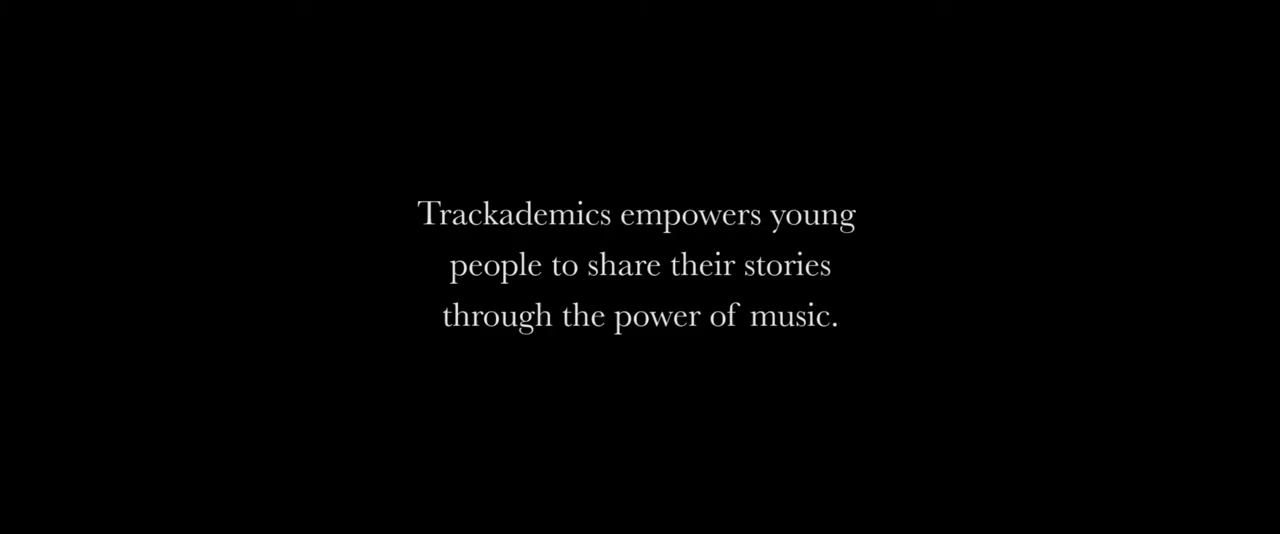 Trackademics empowers young
people to share their stories
through the power of music.